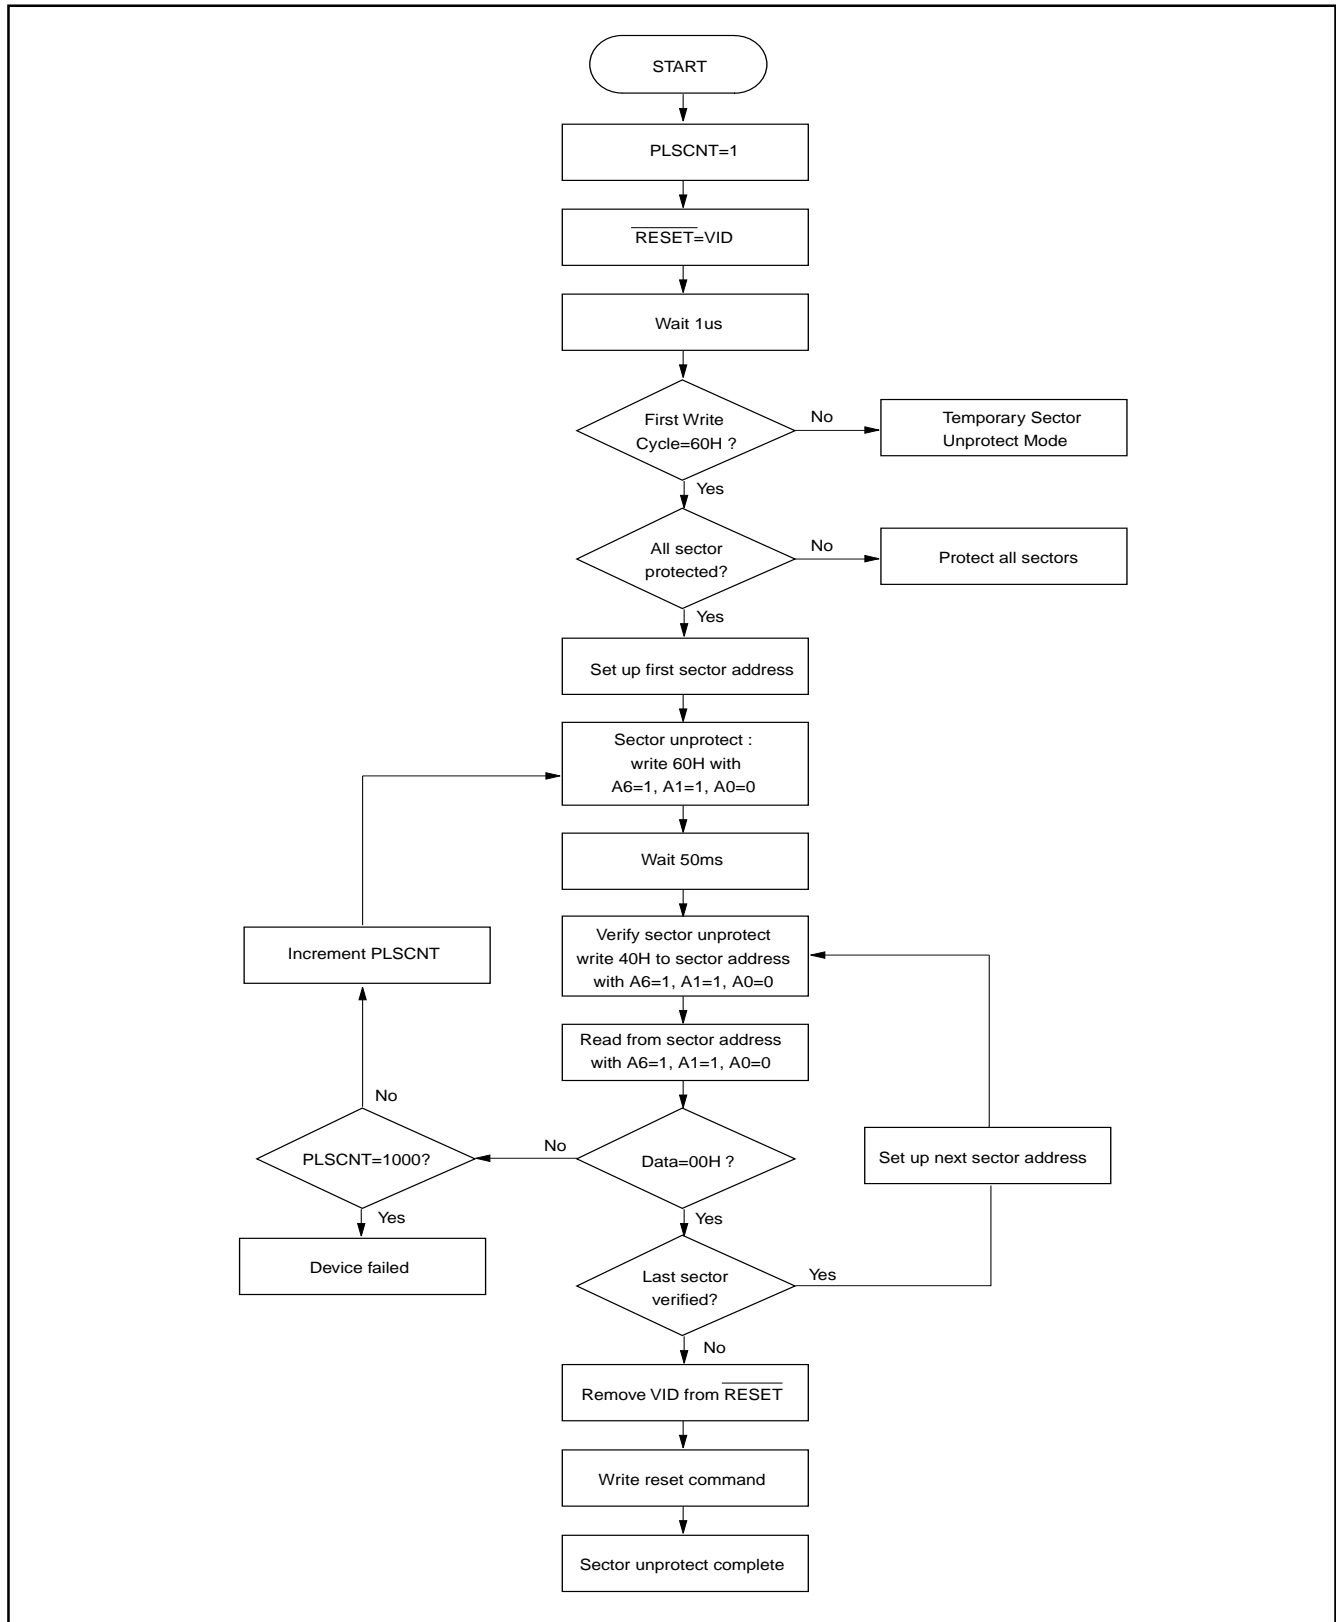 START
PLSCNT=1
RESET=VID
Wait 1us
First Write
Cycle=60H ?
No
Temporary Sector
Unprotect Mode
Yes
All sector
protected?
No
Protect all sectors
Yes
Set up first sector address
Sector unprotect :
write 60H with
A6=1, A1=1, A0=0
Wait 50ms
Increment PLSCNT
Verify sector unprotect
write 40H to sector address
with A6=1, A1=1, A0=0
Read from sector address
with A6=1, A1=1, A0=0
No
PLSCNT=1000?
No
Data=00H ?
Set up next sector address
Yes
Yes
Device failed
Last sector
verified?
Yes
No
Remove VID from RESET
Write reset command
Sector unprotect complete